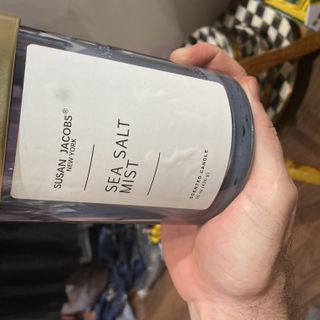 SUSAN JACOBS®
NEW YORK
SEA SALT
MIST
SCENTED CANDLE